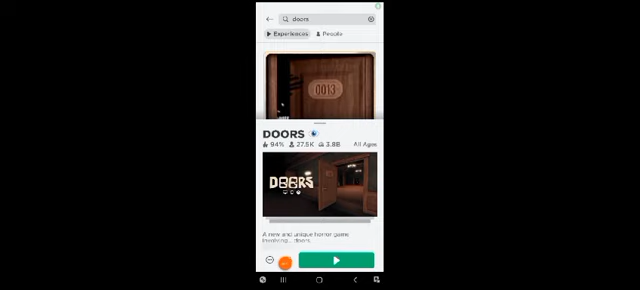 doors
Experiences
People
0013
DOORS
94% 27.5K 3.8B All Ages
DOORS
A new and unique horror game
involving... doors